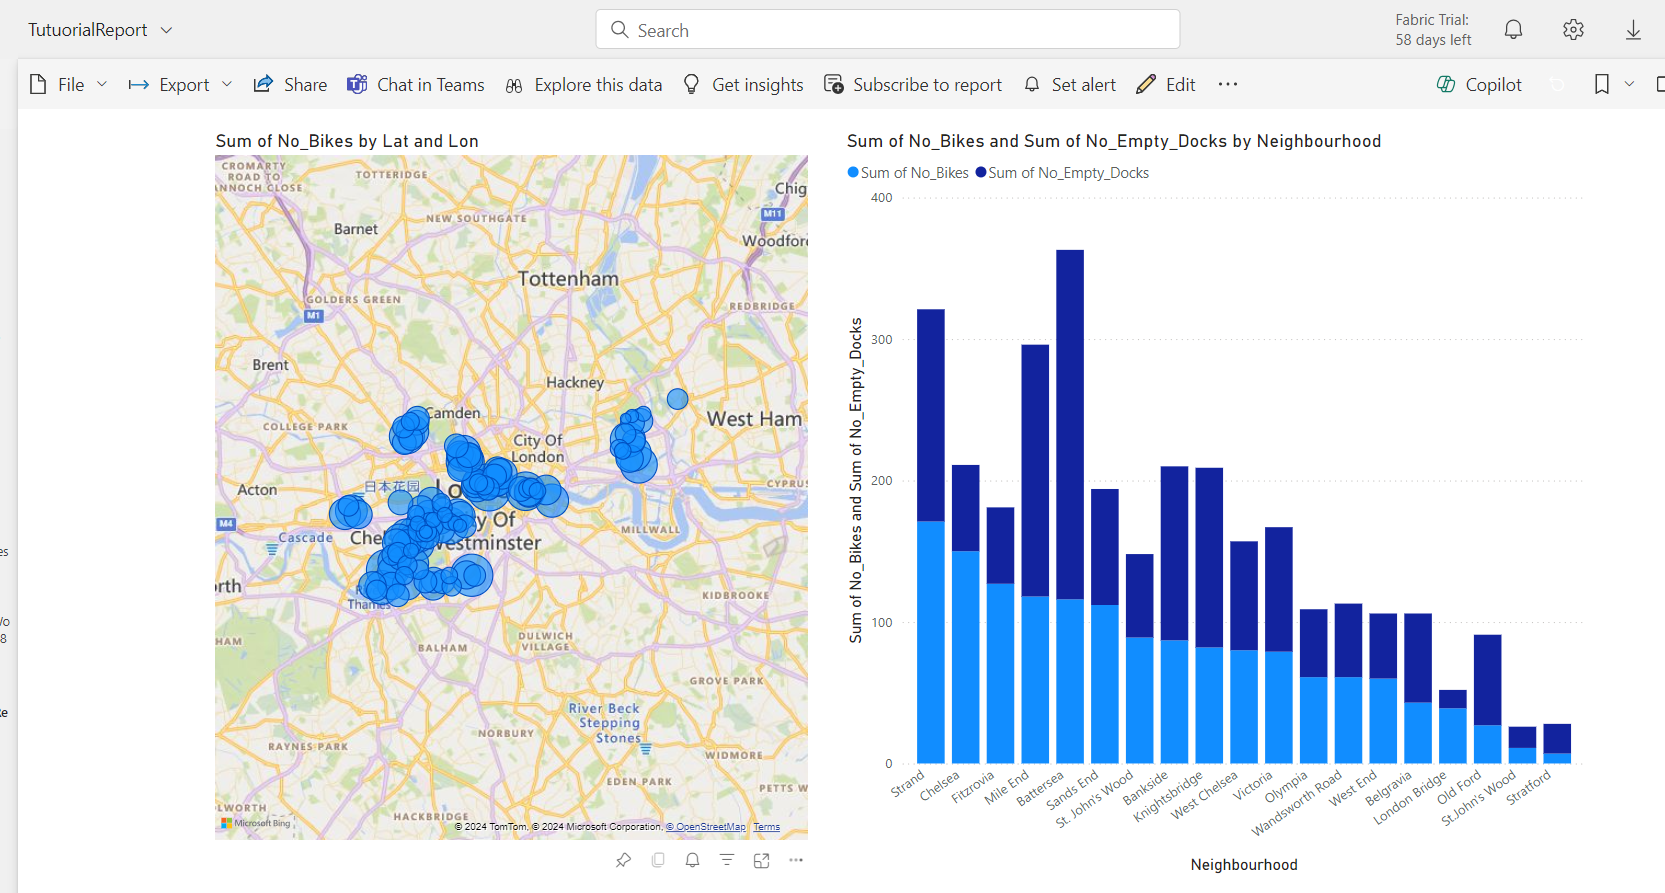 TutuorialReport
Search
Fabric Trial:
58 days left
File
Export
Share
Chat in Teams
Explore this data
Get insights
Subscribe to report
Set alert
Edit
Copilot
Sum of No_Bikes by Lat and Lon
CROMARTY
ROAD TO
ANNOCH CLOSE
TOTTERIDGE
Chig
M11
NEW SOUTHGATE
Barnet
Woodford
Tottenham
GOLDERS GREEN
REDBRIDGE
M1
Brent
Hackney
Camden
West Ham
COLLEGE PARK
City Of
London
Acton
日本花园
Lo
CYPRUS
M4
Cascade
Che
y Of
Westminster
MILLWALL
orth
Thames
KIDBROOKE
HAM
BALHAM
DULWICH
VILLAGE
GROVE PARK
River Beck
Stepping
Stones
NORBURY
RAYNES PARK
WIDMORE
EDEN PARK
PETTS W
LWORTH
HACKBRIDGE
Microsoft Bing
© 2024 TomTom, © 2024 Microsoft Corporation, © OpenStreetMap Terms
Sum of No_Bikes and Sum of No_Empty_Docks by Neighbourhood
Sum of No_Bikes Sum of No_Empty_Docks
Sum of No_Bikes and Sum of No_Empty_Docks
400
300
200
100
0
Strand
Chelsea
Fitzrovia
Mile End
Battersea
Sands End
St. John's Wood
Bankside
Knightsbridge
West Chelsea
Victoria
Olympia
Wandsworth Road
West End
Belgravia
London Bridge
Old Ford
St.John's Wood
Stratford
Neighbourhood
es
/o
8